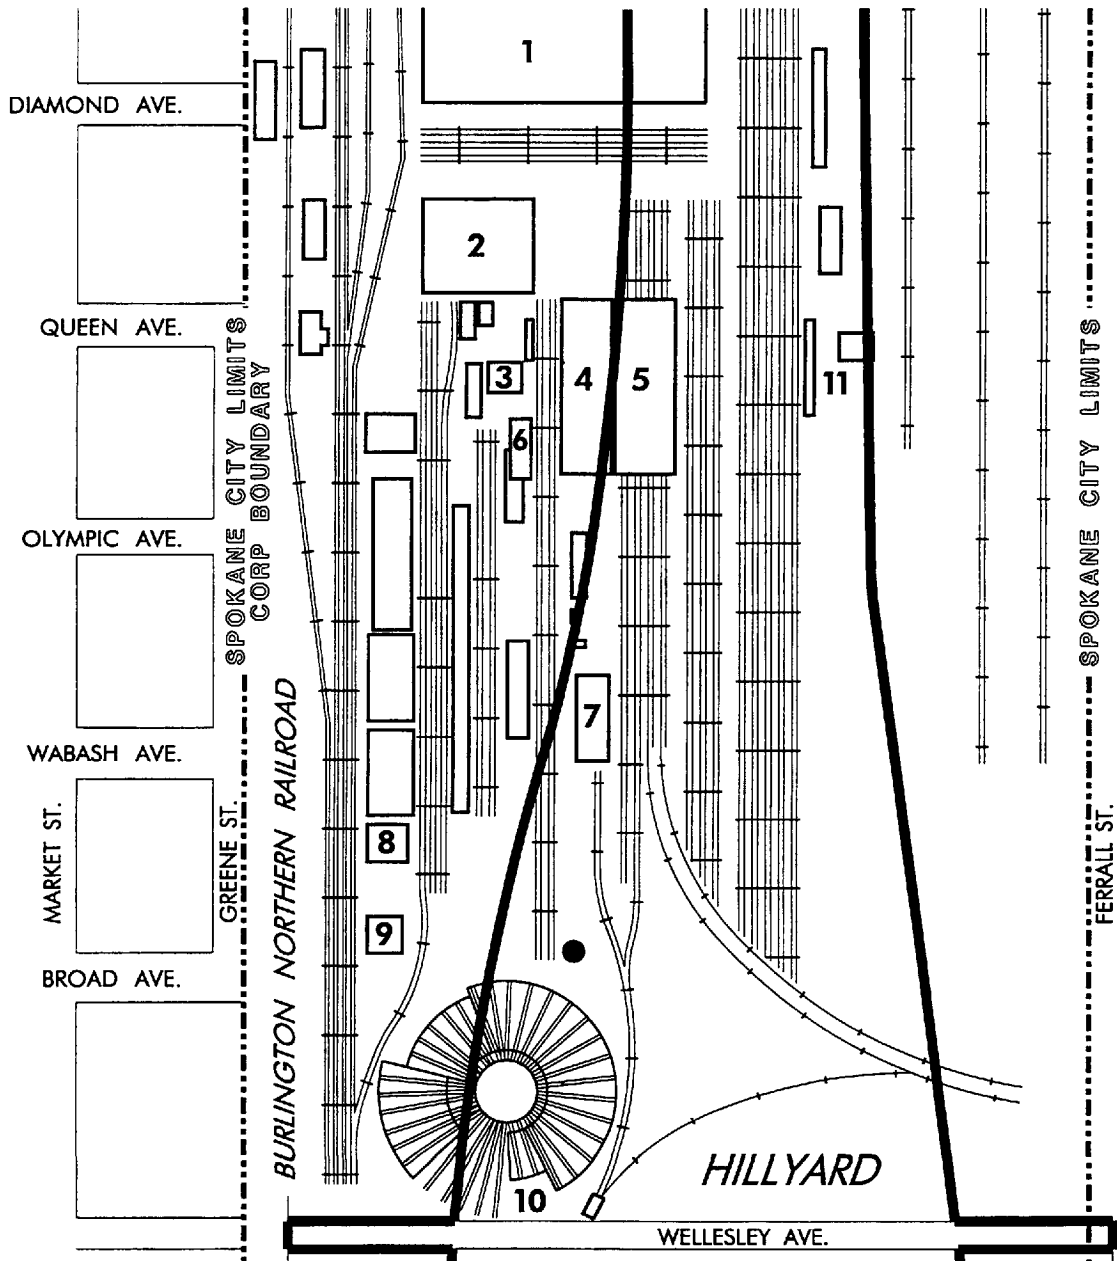 1
DIAMOND AVE.
2
QUEEN AVE.
SPOKANE CITY LIMITS
CORP BOUNDARY
3
4
5
11
SPOKANE CITY LIMITS
6
OLYMPIC AVE.
BURLINGTON NORTHERN RAILROAD
7
WABASH AVE.
MARKET ST.
GREENE ST.
8
FERRALL ST.
9
BROAD AVE.
10
HILLYARD
WELLESLEY AVE.